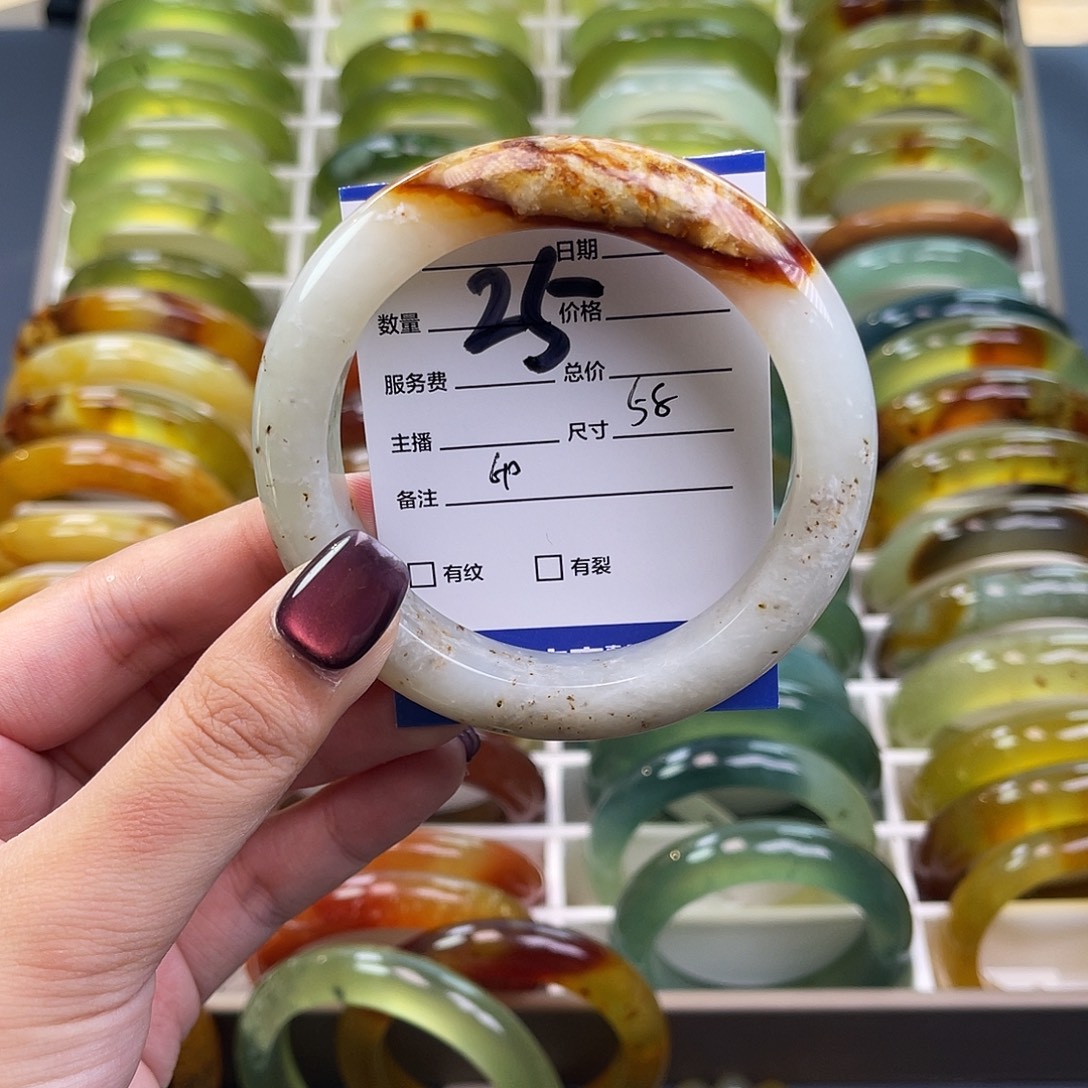 日期
25
数量 价格
服务费 总价
58
主播 尺寸
备注
有纹 有裂